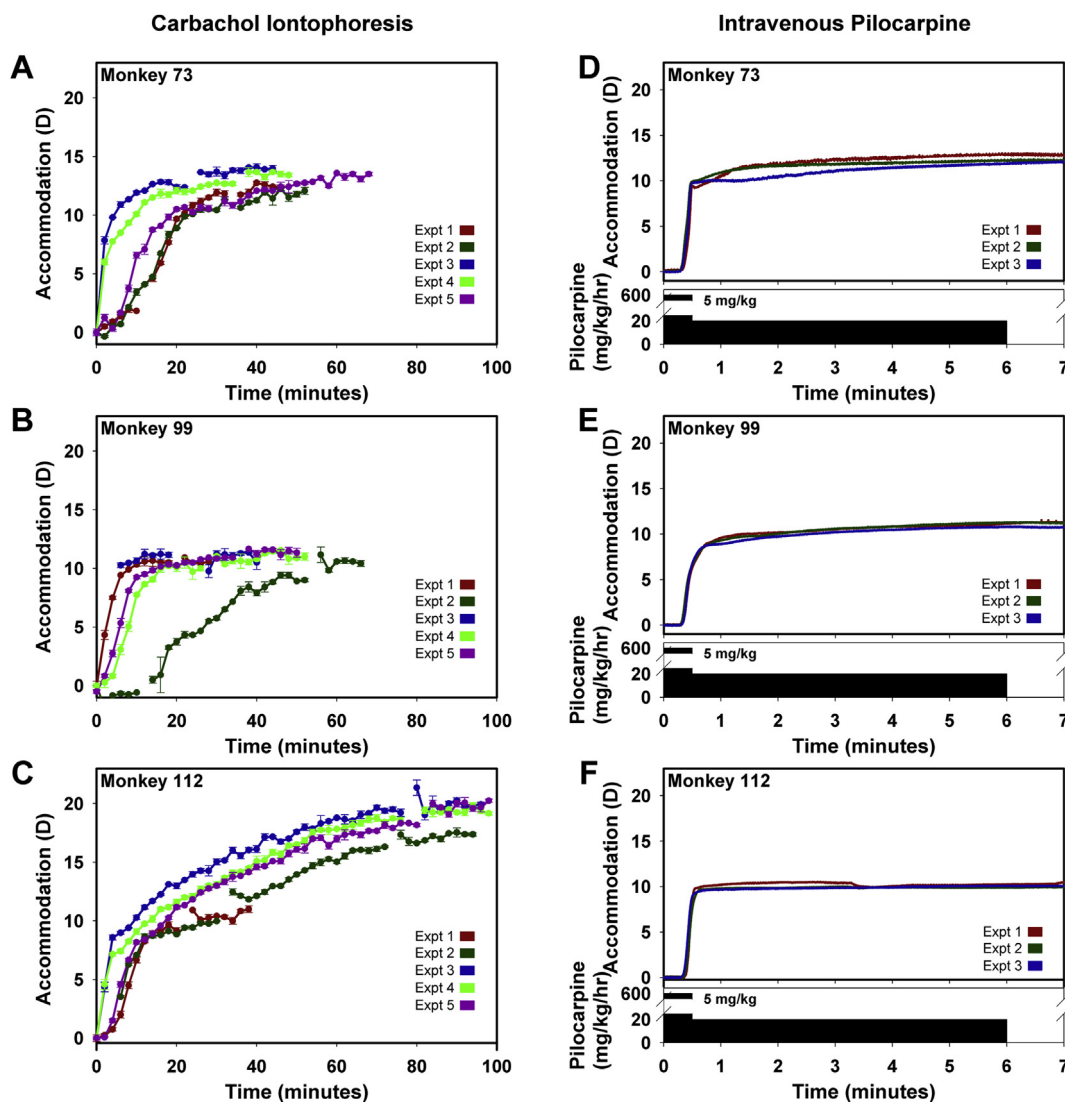 Carbachol Iontophoresis
Intravenous Pilocarpine
A
Monkey 73
Accommodation (D)
20
15
10
5
0
Expt 1
Expt 2
Expt 3
Expt 4
Expt 5
0 20 40 60 80 100
Time (minutes)
D
Monkey 73
Accommodation (D)
20
15
10
5
0
Expt 1
Expt 2
Expt 3
Pilocarpine
(mg/kg/hr)
600
20
0
5 mg/kg
0 1 2 3 4 5 6 7
Time (minutes)
B
Monkey 99
Accommodation (D)
20
15
10
5
0
Expt 1
Expt 2
Expt 3
Expt 4
Expt 5
0 20 40 60 80 100
Time (minutes)
E
Monkey 99
Accommodation (D)
20
15
10
5
0
Expt 1
Expt 2
Expt 3
Pilocarpine
(mg/kg/hr)
600
20
0
5 mg/kg
0 1 2 3 4 5 6 7
Time (minutes)
C
Monkey 112
Accommodation (D)
20
15
10
5
0
Expt 1
Expt 2
Expt 3
Expt 4
Expt 5
0 20 40 60 80 100
Time (minutes)
F
Monkey 112
Accommodation (D)
20
15
10
5
0
Expt 1
Expt 2
Expt 3
Pilocarpine
(mg/kg/hr)
600
20
0
5 mg/kg
0 1 2 3 4 5 6 7
Time (minutes)